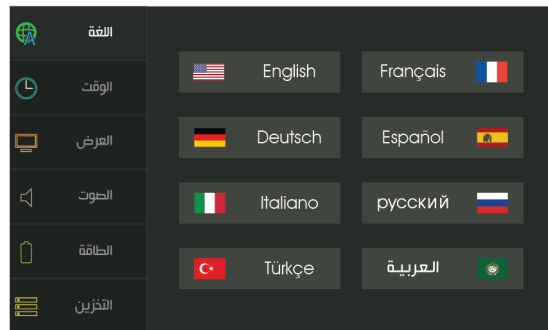 اللغة
الوقت
العرض
الصوت
الطاقة
التخزين
English
Français
Deutsch
Español
Italiano
русский
Türkçe
العربية